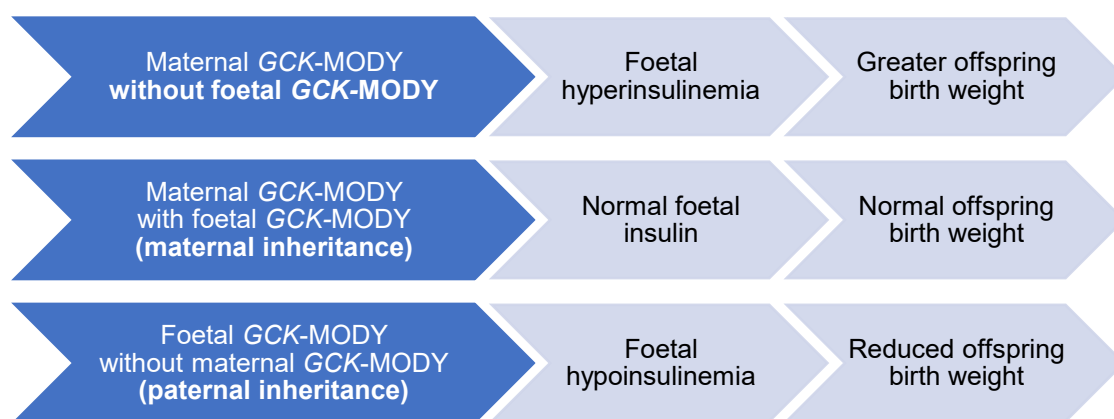 Maternal GCK-MODY
without foetal GCK-MODY
Foetal
hyperinsulinemia
Greater offspring
birth weight
Maternal GCK-MODY
with foetal GCK-MODY
(maternal inheritance)
Normal foetal
insulin
Normal offspring
birth weight
Foetal GCK-MODY
without maternal GCK-MODY
(paternal inheritance)
Foetal
hypoinsulinemia
Reduced offspring
birth weight